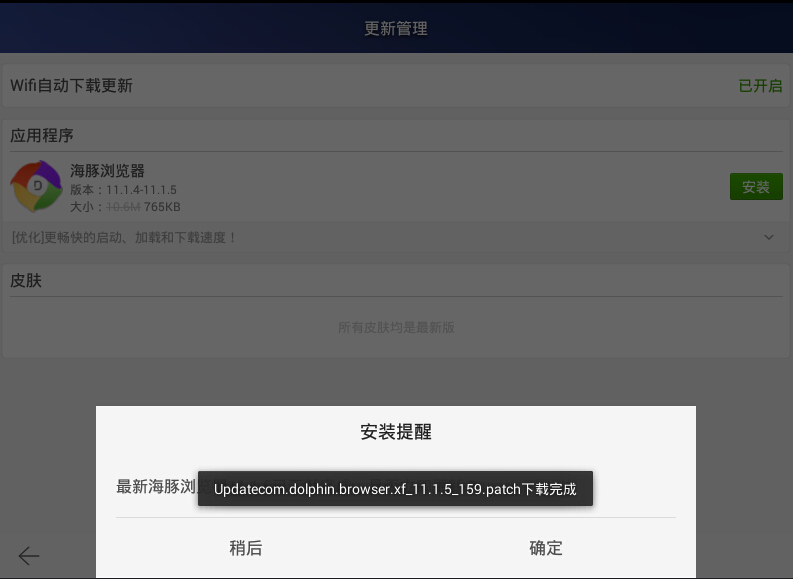 更新管理
Wifi自动下载更新 已开启
应用程序
D
海豚浏览器
版本：11.1.4-11.1.5
安装
大小：10.6M 765KB
[优化]更畅快的启动、加载和下载速度！
皮肤
所有皮肤均是最新版
安装提醒
最新海豚浏
Updatecom.dolphin.browser.xf_11.1.5_159.patch下载完成
稍后 确定